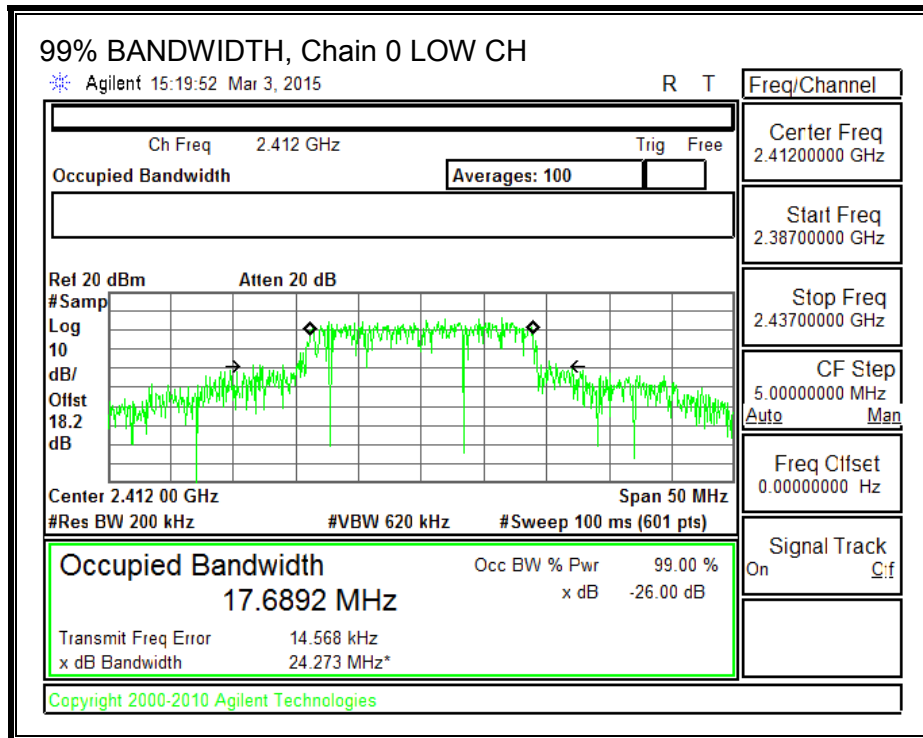 99% BANDWIDTH, Chain 0 LOW CH
Agilent 15:19:52 Mar 3, 2015 R T
Ch Freq 2.412 GHz Trig Free
Occupied Bandwidth Averages: 100
Ref 20 dBm Atten 20 dB
#Samp
Log
10
dB/
Offst
18.2
dB
Center 2.412 00 GHz Span 50 MHz
#Res BW 200 kHz #VBW 620 kHz #Sweep 100 ms (601 pts)
Occupied Bandwidth Occ BW % Pwr 99.00 %
17.6892 MHz x dB -26.00 dB
Transmit Freq Error 14.568 kHz
x dB Bandwidth 24.273 MHz*
Copyright 2000-2010 Agilent Technologies
Freq/Channel
Center Freq
2.41200000 GHz
Start Freq
2.38700000 GHz
Stop Freq
2.43700000 GHz
CF Step
5.00000000 MHz
Auto Man
Freq Offset
0.00000000 Hz
Signal Track
On Off